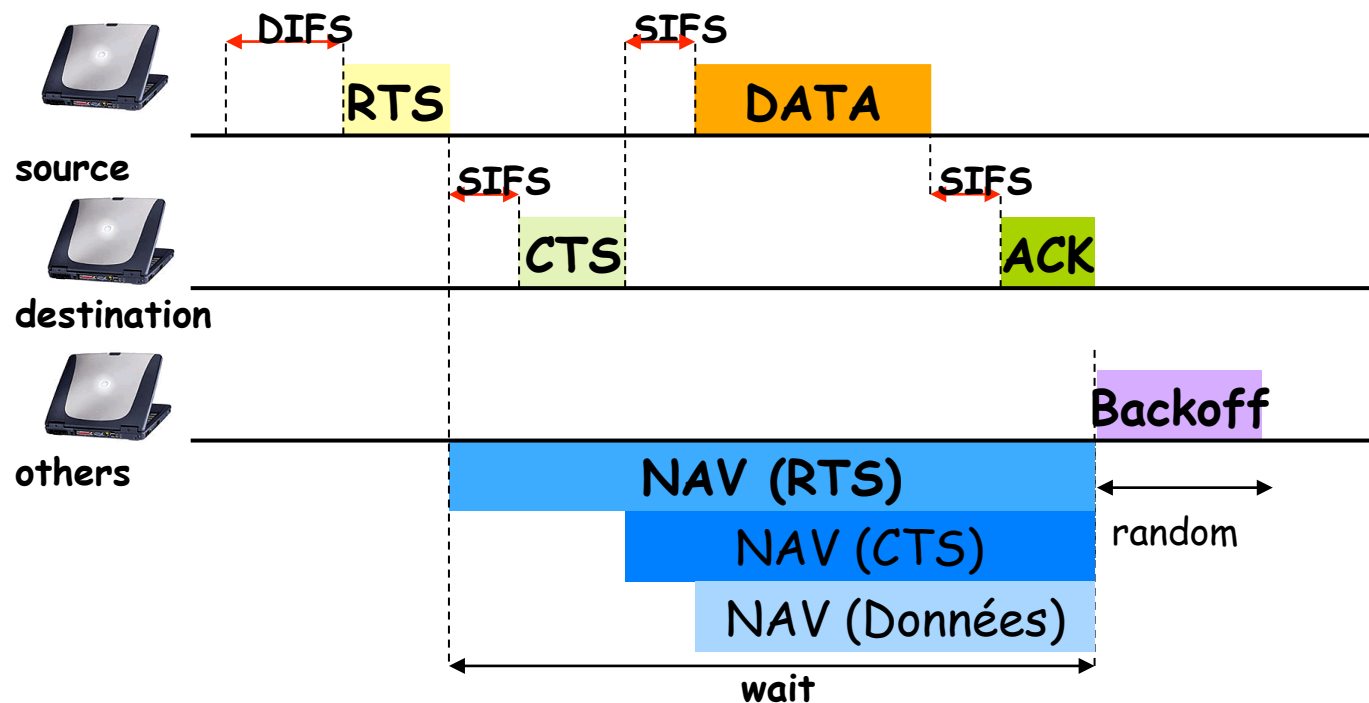 DIFS
SIFS
RTS
DATA
source
SIFS
SIFS
CTS
ACK
destination
Backoff
others
NAV (RTS)
random
NAV (CTS)
NAV (Données)
wait